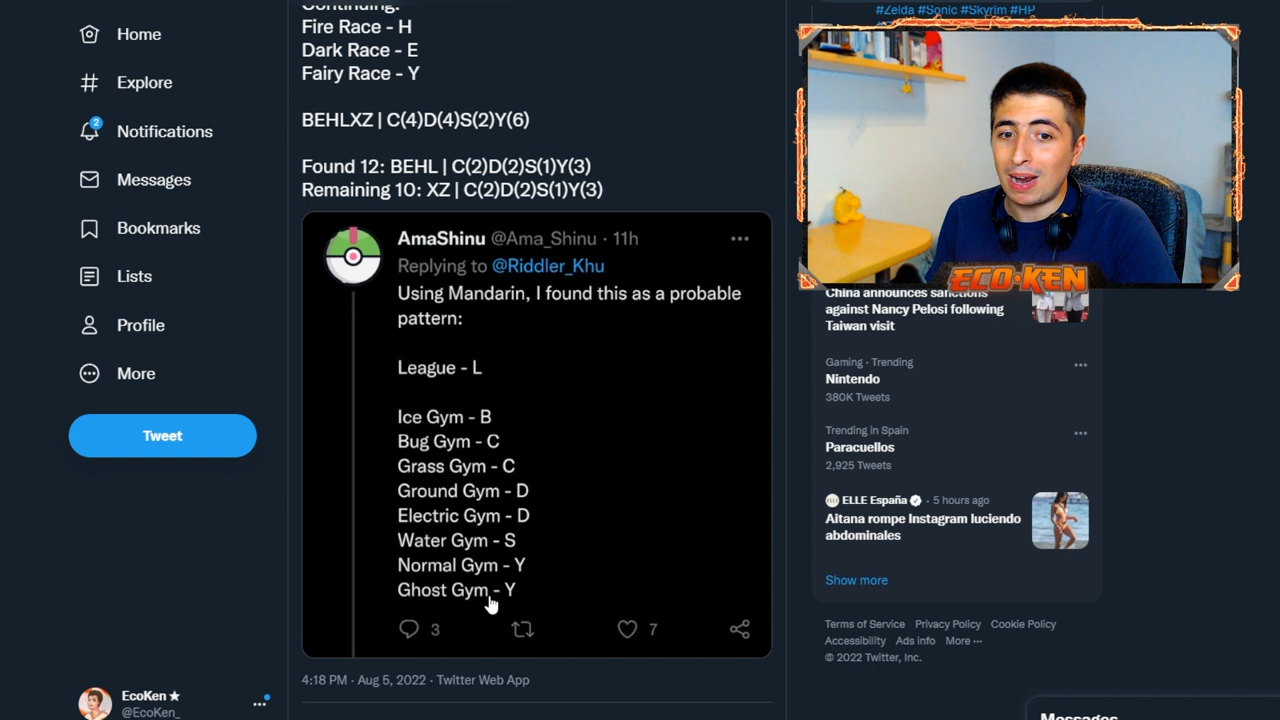 Home
Explore
2
Notifications
Messages
Bookmarks
Lists
Profile
More
Tweet
EcoKen ★
@EcoKen_
Continuing:
Fire Race - H
Dark Race - E
Fairy Race - Y
BEHLXZ | C(4)D(4)S(2)Y(6)
Found 12: BEHL | C(2)D(2)S(1)Y(3)
Remaining 10: XZ | C(2)D(2)S(1)Y(3)
AmaShinu @Ama_Shinu · 11h
Replying to @Riddler_Khu
Using Mandarin, I found this as a probable
pattern:
League - L
Ice Gym - B
Bug Gym - C
Grass Gym - C
Ground Gym - D
Electric Gym - D
Water Gym - S
Normal Gym - Y
Ghost Gym - Y
3
7
4:18 PM · Aug 5, 2022 · Twitter Web App
#Zelda #Sonic #Skyrim #HP
ECO·KEN
China announces sanctions
against Nancy Pelosi following
Taiwan visit
Gaming · Trending
Nintendo
380K Tweets
Trending in Spain
Paracuellos
2,925 Tweets
ELLE España · 5 hours ago
Aitana rompe Instagram luciendo
abdominales
Show more
Terms of Service Privacy Policy Cookie Policy
Accessibility Ads info More ···
© 2022 Twitter, Inc.
Messages